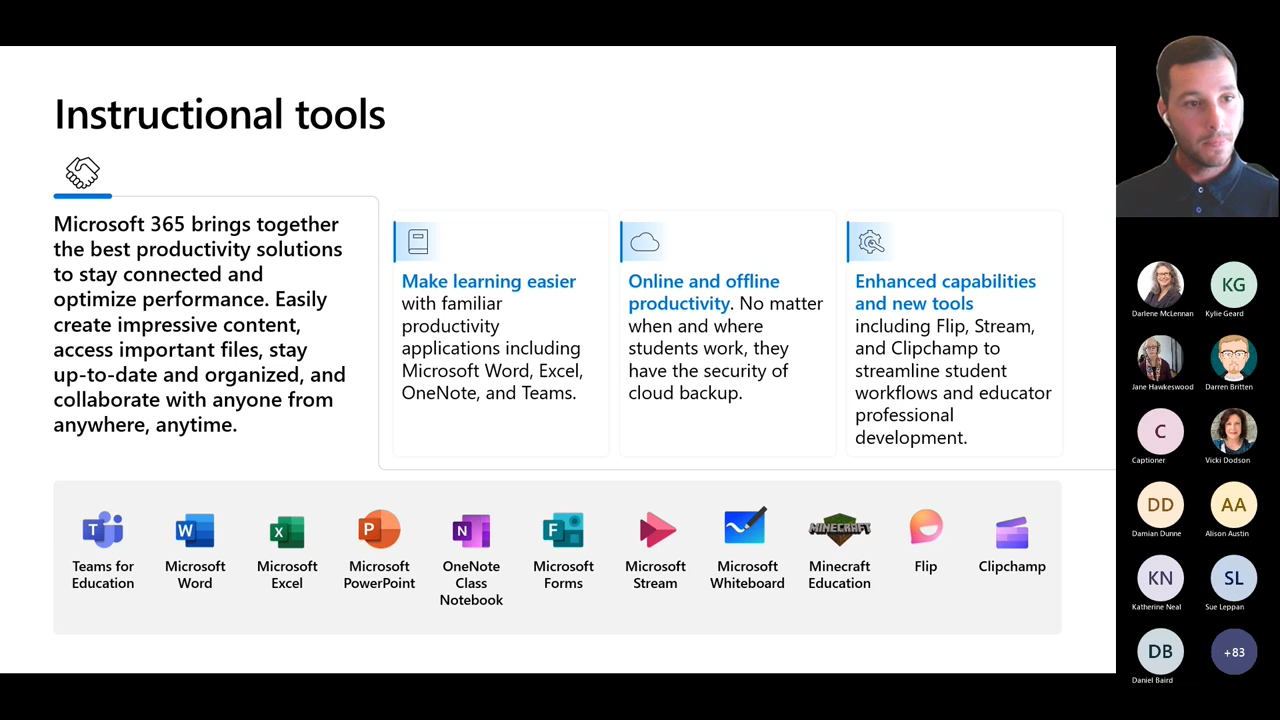 Instructional tools
Microsoft 365 brings together
the best productivity solutions
to stay connected and
optimize performance. Easily
create impressive content,
access important files, stay
up-to-date and organized, and
collaborate with anyone from
anywhere, anytime.
Make learning easier
with familiar
productivity
applications including
Microsoft Word, Excel,
OneNote, and Teams.
Online and offline
productivity. No matter
when and where
students work, they
have the security of
cloud backup.
Enhanced capabilities
and new tools
including Flip, Stream,
and Clipchamp to
streamline student
workflows and educator
professional
development.
T
W
X
P
N
F
MINECRAFT
Teams for
Education
Microsoft
Word
Microsoft
Excel
Microsoft
PowerPoint
OneNote
Class
Notebook
Microsoft
Forms
Microsoft
Stream
Microsoft
Whiteboard
Minecraft
Education
Flip
Clipchamp
Darlene McLennan
KG
Kylie Geard
Jane Hawkeswood
Darren Britten
C
Captioner
Vicki Dodson
DD
Damian Dunne
AA
Alison Austin
KN
Katherine Neal
SL
Sue Leppan
DB
Daniel Baird
+83